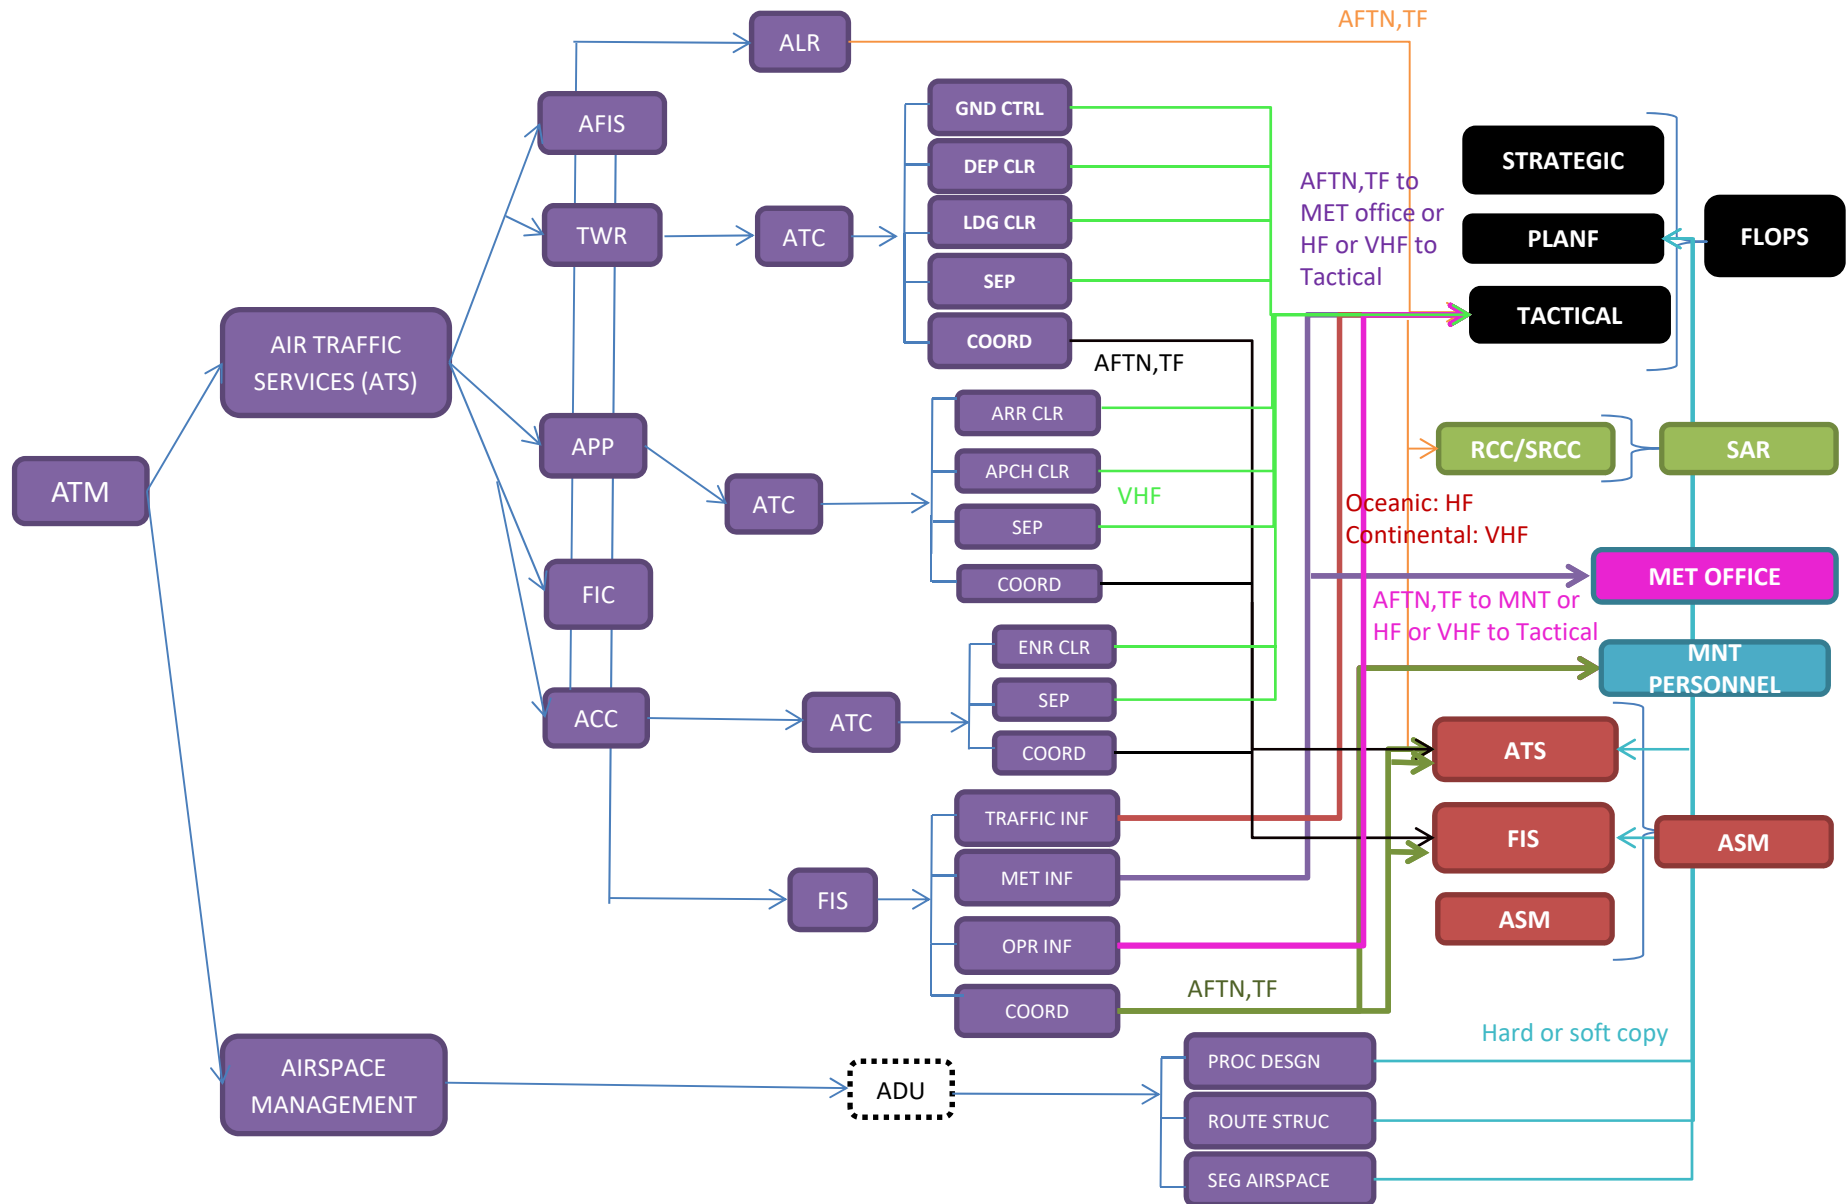 AFTN,TF
ALR
GND CTRL
AFIS
STRATEGIC
DEP CLR
AFTN,TF to
MET office or
HF or VHF to
Tactical
LDG CLR
TWR
ATC
PLANF
FLOPS
SEP
TACTICAL
AIR TRAFFIC
SERVICES (ATS)
COORD
AFTN,TF
ARR CLR
APP
RCC/SRCC
SAR
APCH CLR
ATM
VHF
ATC
Oceanic: HF
Continental: VHF
SEP
MET OFFICE
COORD
FIC
AFTN,TF to MNT or
HF or VHF to Tactical
ENR CLR
MNT
PERSONNEL
SEP
ACC
ATC
COORD
ATS
TRAFFIC INF
FIS
ASM
MET INF
FIS
ASM
OPR INF
AFTN,TF
COORD
Hard or soft copy
PROC DESGN
AIRSPACE
MANAGEMENT
ADU
ROUTE STRUC
SEG AIRSPACE